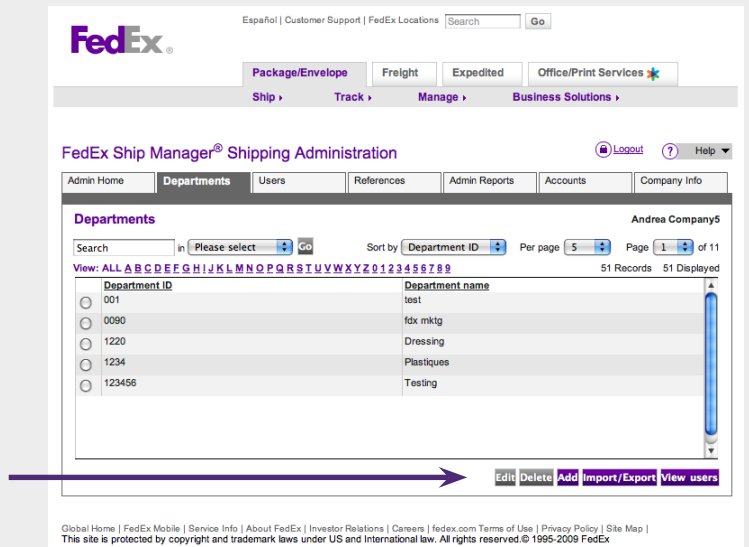 Español | Customer Support | FedEx Locations Search Go
FedEx ®
Package/Envelope Freight Expedited Office/Print Services
Ship Track Manage Business Solutions
FedEx Ship Manager® Shipping Administration Logout ? Help
Admin Home Departments Users References Admin Reports Accounts Company Info
Departments Andrea Company5
Search in Please select Go Sort by Department ID Per page 5 Page 1 of 11
View: ALL A B C D E F G H I J K L M N O P Q R S T U V W X Y Z 0 1 2 3 4 5 6 7 8 9 51 Records 51 Displayed
Department ID Department name
001 test
0090 fdx mktg
1220 Dressing
1234 Plastiques
123456 Testing
Edit Delete Add Import/Export View users
Global Home | FedEx Mobile | Service Info | About FedEx | Investor Relations | Careers | fedex.com Terms of Use | Privacy Policy | Site Map |
This site is protected by copyright and trademark laws under US and International law. All rights reserved.© 1995-2009 FedEx